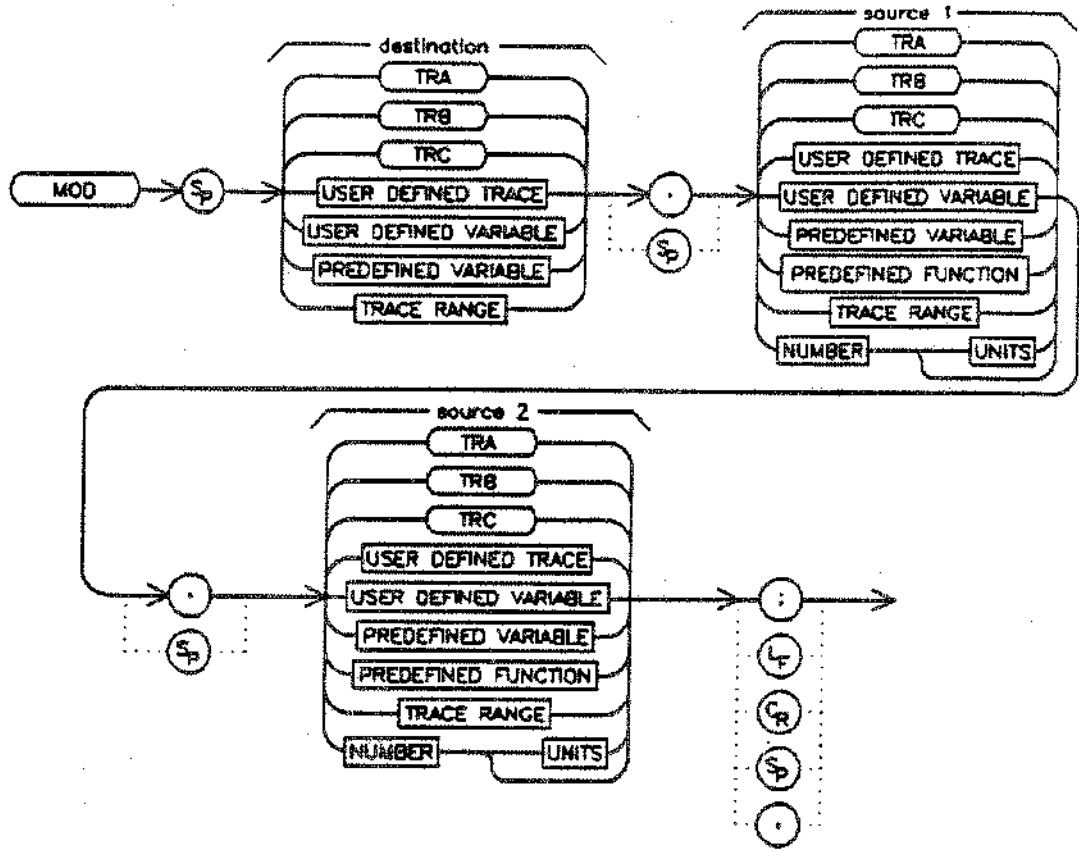 source 1
TRA
TRB
TRC
USER DEFINED TRACE
USER DEFINED VARIABLE
PREDEFINED VARIABLE
PREDEFINED FUNCTION
TRACE RANGE
NUMBER UNITS
destination
TRA
TRB
TRC
USER DEFINED TRACE
USER DEFINED VARIABLE
PREDEFINED VARIABLE
TRACE RANGE
MOD
SP
,
SP
source 2
TRA
TRB
TRC
USER DEFINED TRACE
USER DEFINED VARIABLE
PREDEFINED VARIABLE
PREDEFINED FUNCTION
TRACE RANGE
NUMBER UNITS
,
SP
;
LF
CR
SP
,